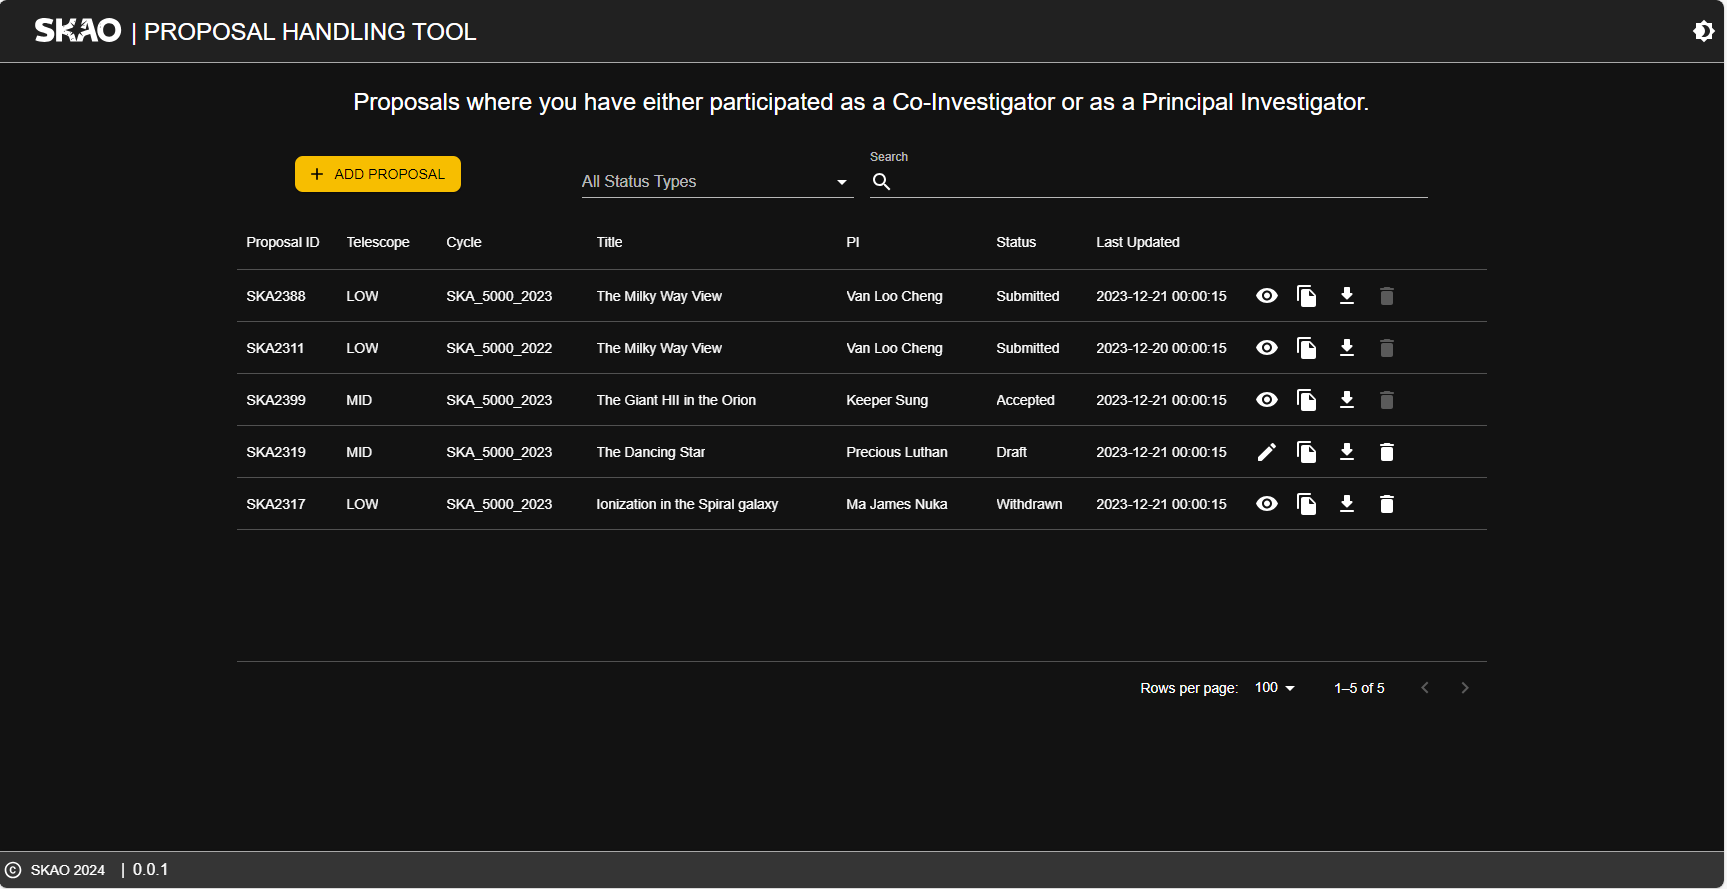 SKAO | PROPOSAL HANDLING TOOL
Proposals where you have either participated as a Co-Investigator or as a Principal Investigator.
Search
ADD PROPOSAL All Status Types
Proposal ID Telescope Cycle Title PI Status Last Updated
SKA2388 LOW SKA_5000_2023 The Milky Way View Van Loo Cheng Submitted 2023-12-21 00:00:15
SKA2311 LOW SKA_5000_2022 The Milky Way View Van Loo Cheng Submitted 2023-12-20 00:00:15
SKA2399 MID SKA_5000_2023 The Giant HII in the Orion Keeper Sung Accepted 2023-12-21 00:00:15
SKA2319 MID SKA_5000_2023 The Dancing Star Precious Luthan Draft 2023-12-21 00:00:15
SKA2317 LOW SKA_5000_2023 Ionization in the Spiral galaxy Ma James Nuka Withdrawn 2023-12-21 00:00:15
Rows per page: 100 1–5 of 5
© SKAO 2024 | 0.0.1